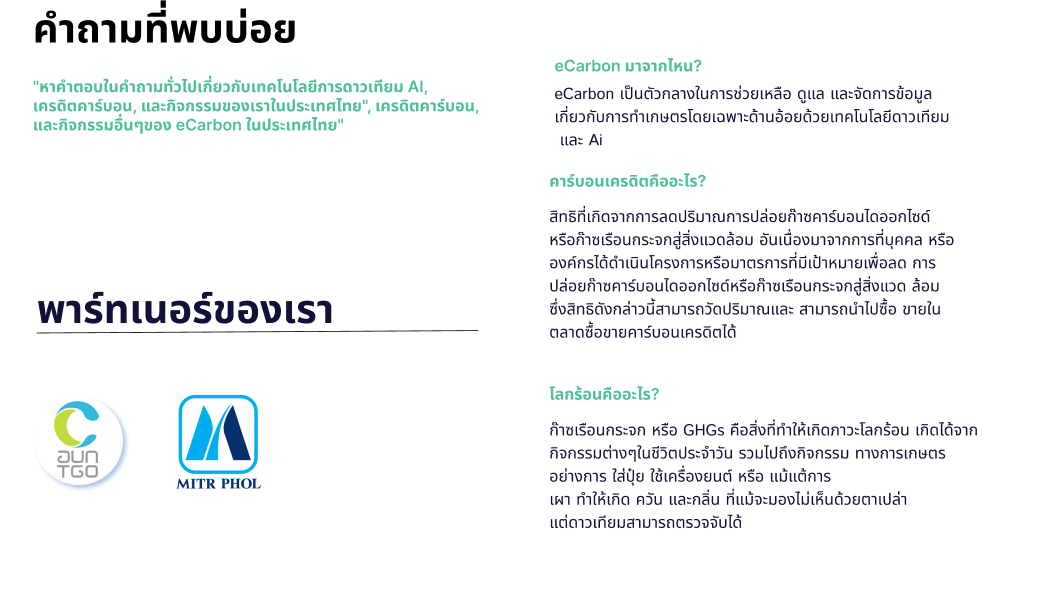 คำถามที่พบบ่อย
"หาคำตอบในคำถามทั่วไปเกี่ยวกับเทคโนโลยีการดาวเทียม AI,
เครดิตคาร์บอน, และกิจกรรมของเราในประเทศไทย", เครดิตคาร์บอน,
และกิจกรรมอื่นๆของ eCarbon ในประเทศไทย"
พาร์ทเนอร์ของเรา
ลุน
TGO
MITR PHOL
eCarbon มาจากไหน?
eCarbon เป็นตัวกลางในการช่วยเหลือ ดูแล และจัดการข้อมูล
เกี่ยวกับการทำเกษตรโดยเฉพาะด้านอ้อยด้วยเทคโนโลยีดาวเทียม
และ Ai
คาร์บอนเครดิตคืออะไร?
สิทธิที่เกิดจากการลดปริมาณการปล่อยก๊าซคาร์บอนไดออกไซด์
หรือก๊าซเรือนกระจกสู่สิ่งแวดล้อม อันเนื่องมาจากการที่บุคคล หรือ
องค์กรได้ดำเนินโครงการหรือมาตรการที่มีเป้าหมายเพื่อลด การ
ปล่อยก๊าซคาร์บอนไดออกไซด์หรือก๊าซเรือนกระจกสู่สิ่งแวด ล้อม
ซึ่งสิทธิดังกล่าวนี้สามารถวัดปริมาณและ สามารถนำไปซื้อ ขายใน
ตลาดซื้อขายคาร์บอนเครดิตได้
โลกร้อนคืออะไร?
ก๊าซเรือนกระจก หรือ GHGs คือสิ่งที่ทำให้เกิดภาวะโลกร้อน เกิดได้จาก
กิจกรรมต่างๆในชีวิตประจำวัน รวมไปถึงกิจกรรม ทางการเกษตร
อย่างการ ใส่ปุ๋ย ใช้เครื่องยนต์ หรือ แม้แต้การ
เผา ทำให้เกิด ควัน และกลิ่น ที่แม้จะมองไม่เห็นด้วยตาเปล่า
แต่ดาวเทียมสามารถตรวจจับได้